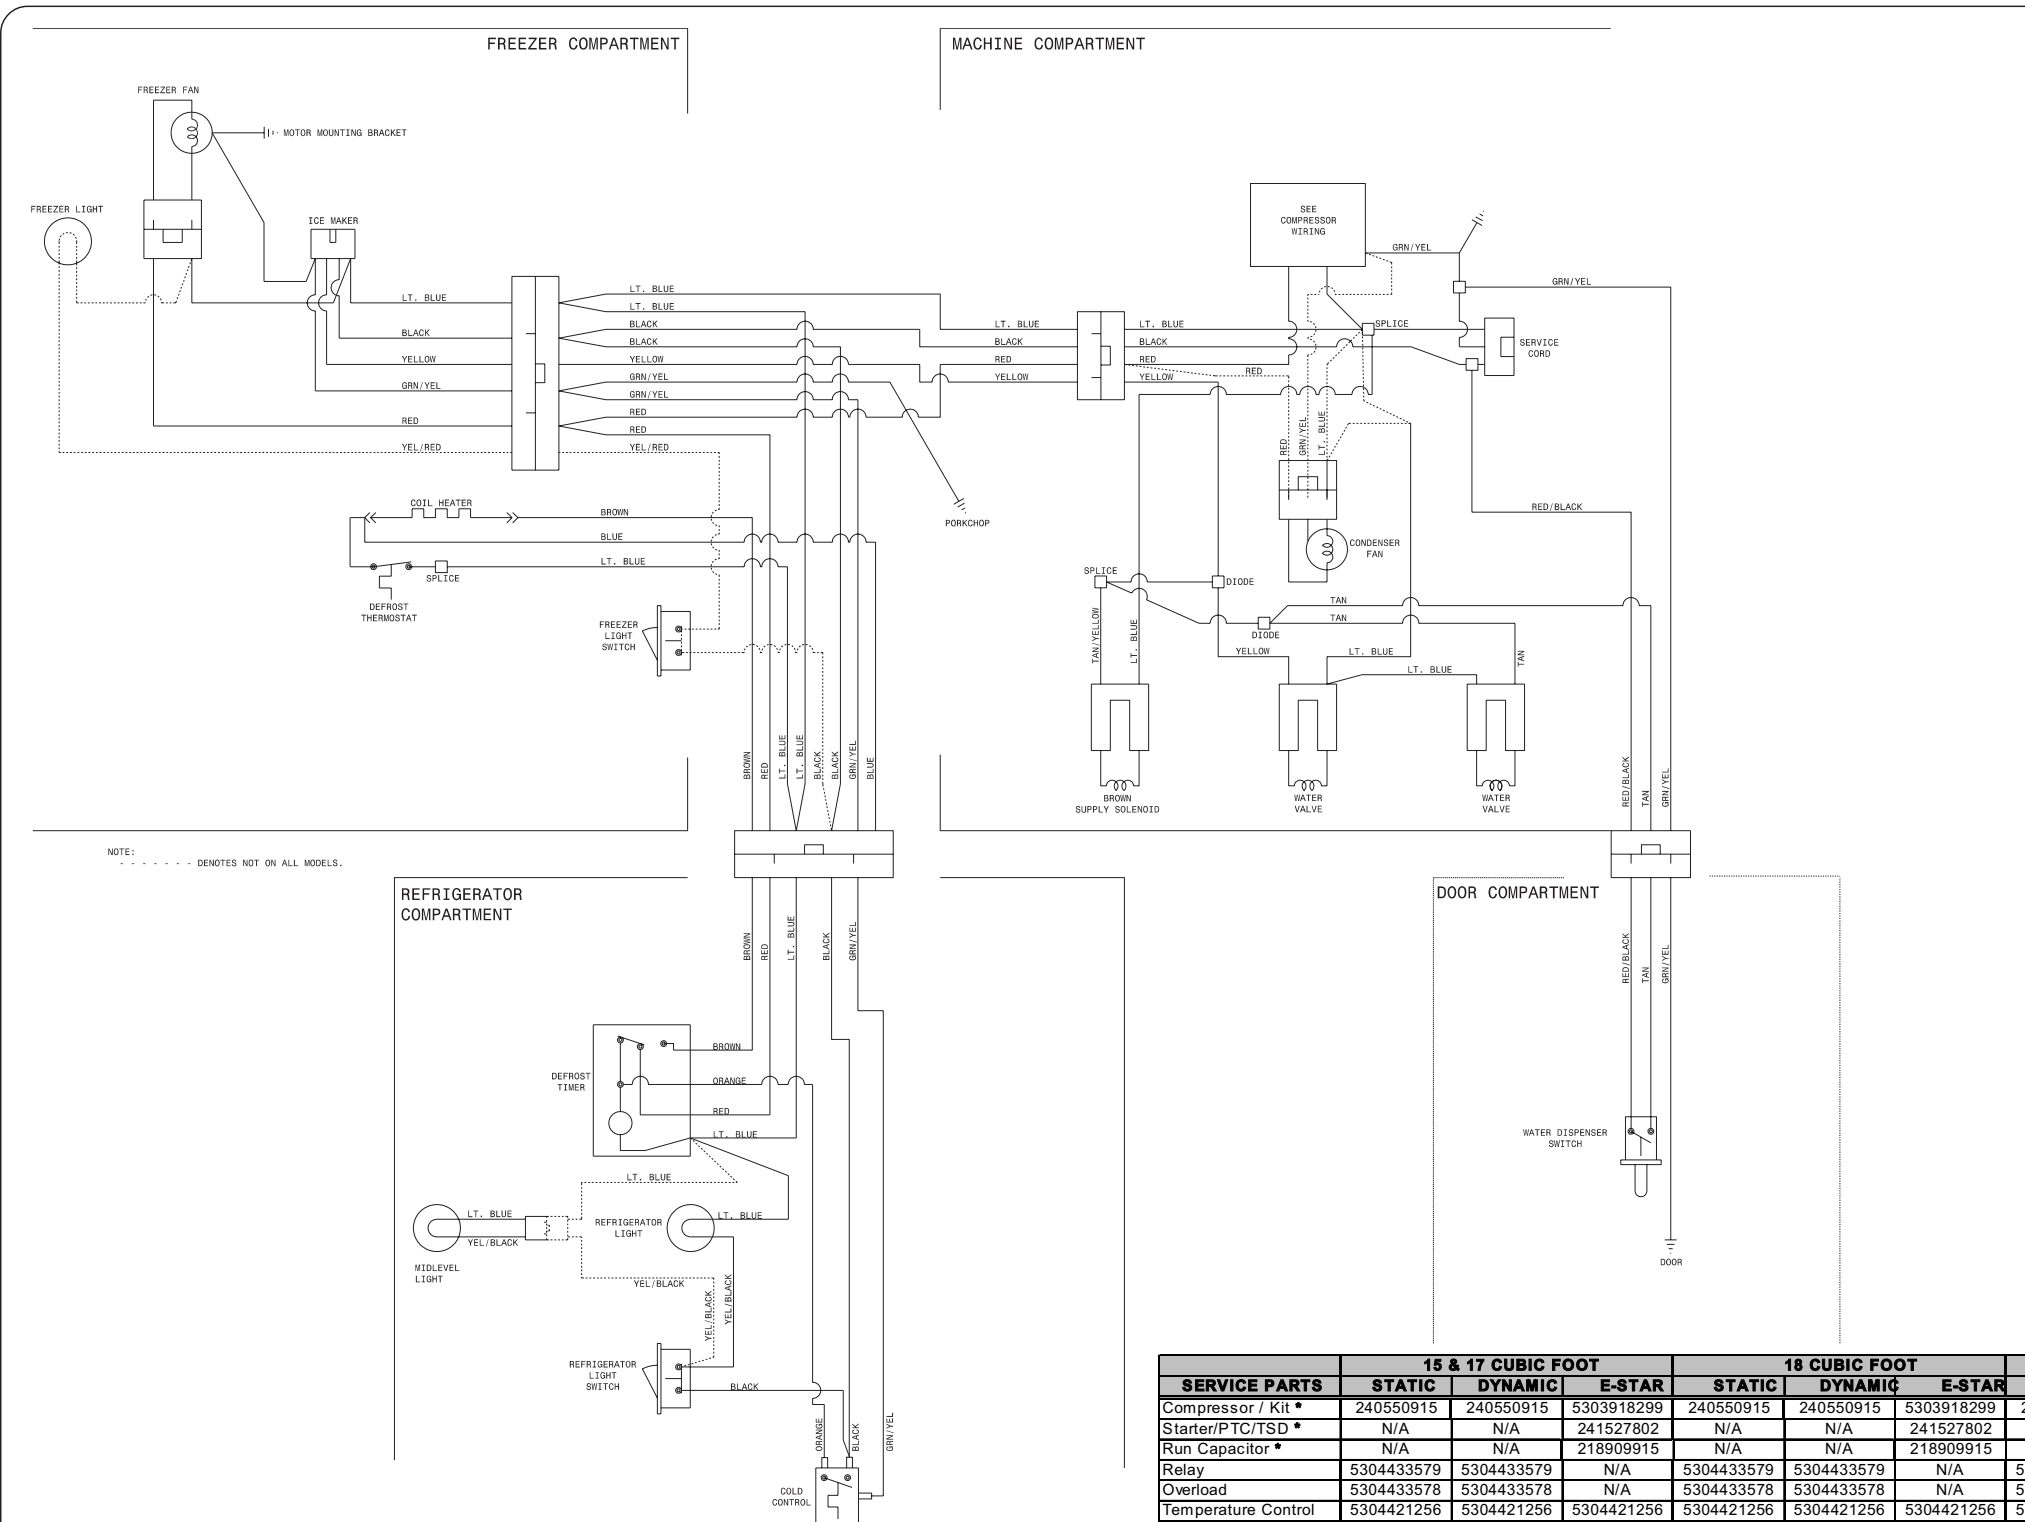 FREEZER COMPARTMENT
MACHINE COMPARTMENT
FREEZER FAN
MOTOR MOUNTING BRACKET
FREEZER LIGHT
ICE MAKER
SEE
COMPRESSOR
WIRING
GRN/YEL
GRN/YEL
LT. BLUE
LT. BLUE
LT. BLUE
BLACK
BLACK
BLACK
YELLOW
YELLOW
GRN/YEL
GRN/YEL
GRN/YEL
RED
RED
RED
YEL/RED
YEL/RED
LT. BLUE
BLACK
RED
YELLOW
LT. BLUE
BLACK
RED
YELLOW
RED
SPLICE
SERVICE
CORD
RED
GRN/YEL
LT. BLUE
COIL HEATER
BROWN
BLUE
LT. BLUE
SPLICE
DEFROST
THERMOSTAT
PORKCHOP
RED/BLACK
CONDENSER
FAN
SPLICE
DIODE
TAN
TAN
DIODE
FREEZER
LIGHT
SWITCH
TAN/YELLOW
LT. BLUE
YELLOW
LT. BLUE
LT. BLUE
TAN
BROWN
RED
LT. BLUE
LT. BLUE
BLACK
BLACK
GRN/YEL
BLUE
BROWN
SUPPLY SOLENOID
WATER
VALVE
WATER
VALVE
RED/BLACK
TAN
GRN/YEL
NOTE:
- - - - - - - DENOTES NOT ON ALL MODELS.
REFRIGERATOR
COMPARTMENT
DOOR COMPARTMENT
BROWN
RED
LT. BLUE
BLACK
GRN/YEL
RED/BLACK
TAN
GRN/YEL
DEFROST
TIMER
BROWN
ORANGE
RED
LT. BLUE
WATER DISPENSER
SWITCH
LT. BLUE
LT. BLUE
YEL/BLACK
REFRIGERATOR
LIGHT
LT. BLUE
MIDLEVEL
LIGHT
YEL/BLACK
YEL/BLACK
YEL/BLACK
DOOR
REFRIGERATOR
LIGHT
SWITCH
BLACK
ORANGE
BLACK
GRN/YEL
COLD
CONTROL
15 & 17 CUBIC FOOT 18 CUBIC FOOT
SERVICE PARTS STATIC DYNAMIC E-STAR STATIC DYNAMIC E-STAR
Compressor / Kit * 240550915 240550915 5303918299 240550915 240550915 5303918299 2
Starter/PTC/TSD * N/A N/A 241527802 N/A N/A 241527802
Run Capacitor * N/A N/A 218909915 N/A N/A 218909915
Relay 5304433579 5304433579 N/A 5304433579 5304433579 N/A 5
Overload 5304433578 5304433578 N/A 5304433578 5304433578 N/A 5
Temperature Control 5304421256 5304421256 5304421256 5304421256 5304421256 5304421256 5